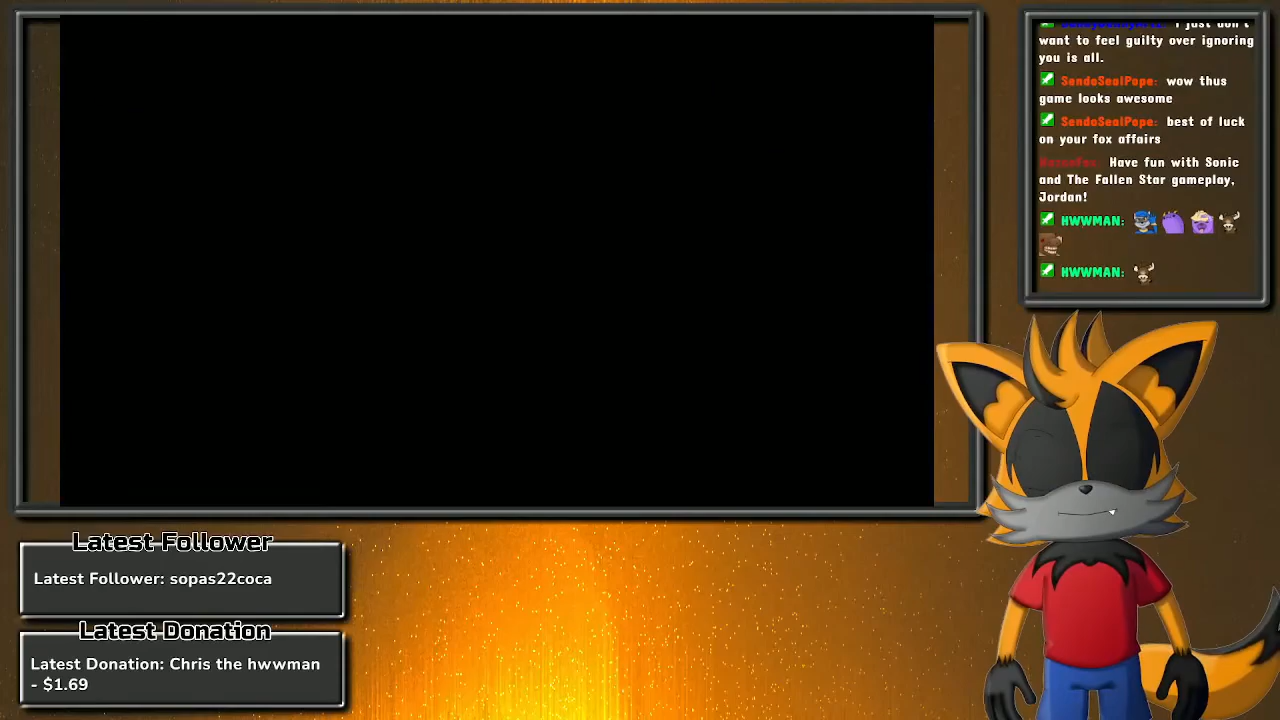 I just don't
want to feel guilty over ignoring
you is all.
SendoSealPope: wow thus
game looks awesome
SendoSealPope: best of luck
on your fox affairs
Have fun with Sonic
and The Fallen Star gameplay,
Jordan!
HWWMAN:
HWWMAN:
Latest Follower
Latest Follower: sopas22coca
Latest Donation
Latest Donation: Chris the hwwman
- $1.69